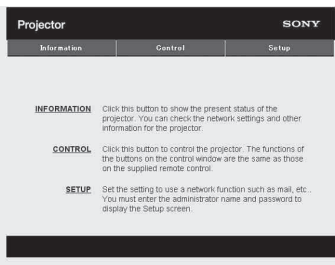 Projector
SONY
Information Control Setup
INFORMATION Click this button to show the present status of the
projector. You can check the network settings and other
information for the projector.
CONTROL Click this button to control the projector. The functions of
the buttons on the control window are the same as those
on the supplied remote control.
SETUP Set the setting to use a network function such as mail, etc..
You must enter the administrator name and password to
display the Setup screen.